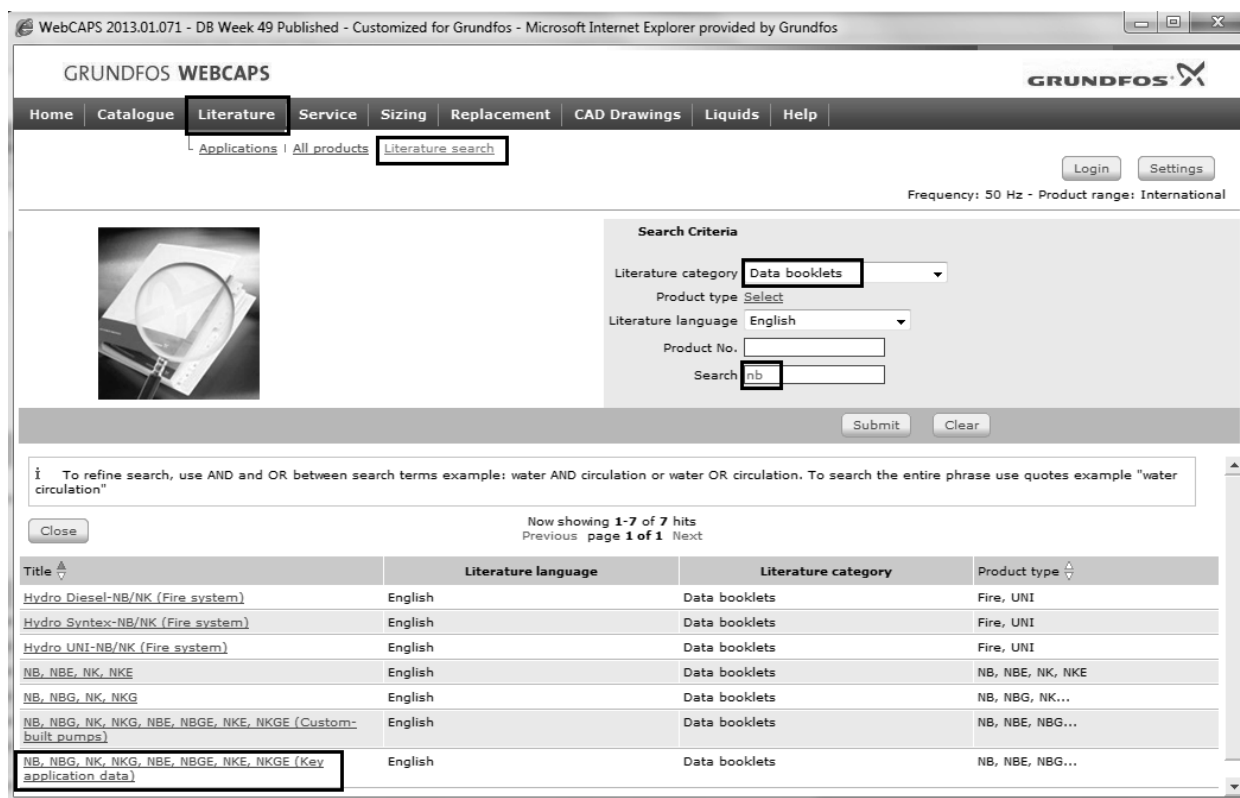 WebCAPS 2013.01.071 - DB Week 49 Published - Customized for Grundfos - Microsoft Internet Explorer provided by Grundfos
GRUNDFOS WEBCAPS
GRUNDFOS
Home Catalogue Literature Service Sizing Replacement CAD Drawings Liquids Help
Applications All products Literature search
Login Settings
Frequency: 50 Hz - Product range: International
Search Criteria
Literature category Data booklets
Product type Select
Literature language English
Product No.
Search nb
Submit Clear
i To refine search, use AND and OR between search terms example: water AND circulation or water OR circulation. To search the entire phrase use quotes example "water
circulation"
Now showing 1-7 of 7 hits
Close
Previous page 1 of 1 Next
Title Literature language Literature category Product type
Hydro Diesel-NB/NK (Fire system) English Data booklets Fire, UNI
Hydro Syntex-NB/NK (Fire system) English Data booklets Fire, UNI
Hydro UNI-NB/NK (Fire system) English Data booklets Fire, UNI
NB, NBE, NK, NKE English Data booklets NB, NBE, NK, NKE
NB, NBG, NK, NKG English Data booklets NB, NBG, NK...
NB, NBG, NK, NKG, NBE, NBGE, NKE, NKGE (Custom- English Data booklets NB, NBE, NBG...
built pumps)
NB, NBG, NK, NKG, NBE, NBGE, NKE, NKGE (Key English Data booklets NB, NBE, NBG...
application data)